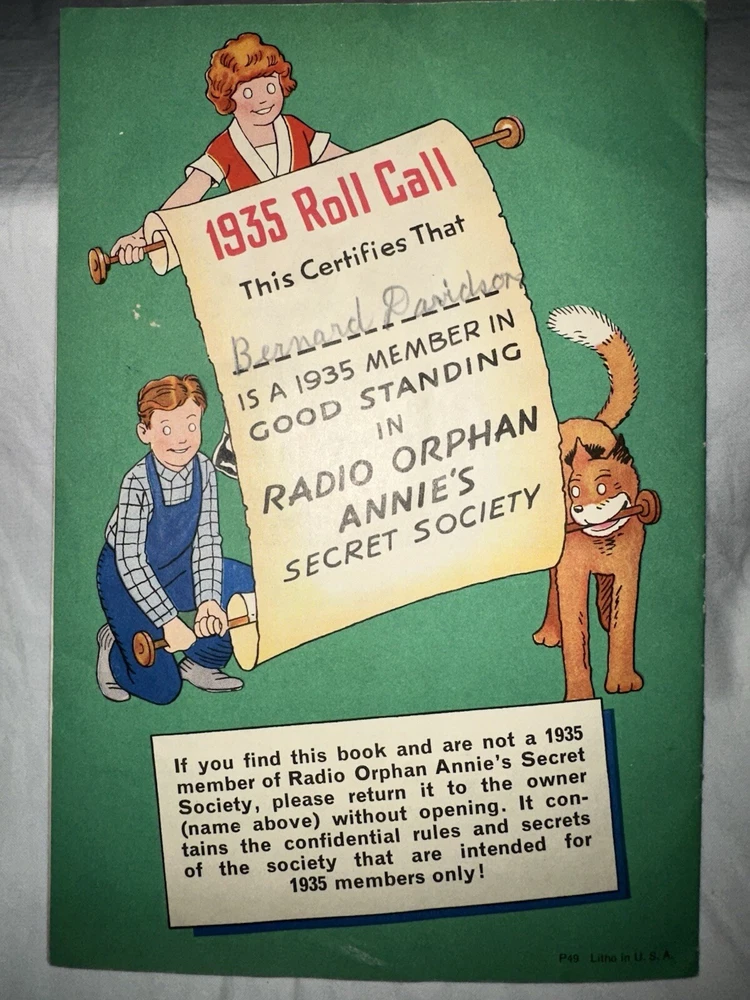 1935 Roll Call
This Certifies That
Bernard Davidson
IS A 1935 MEMBER IN
GOOD STANDING
IN
RADIO ORPHAN
ANNIE'S
SECRET SOCIETY
If you find this book and are not a 1935
member of Radio Orphan Annie's Secret
Society, please return it to the owner
(name above) without opening. It con-
tains the confidential rules and secrets
of the society that are intended for
1935 members only!
P49 Litho In U. S. A.